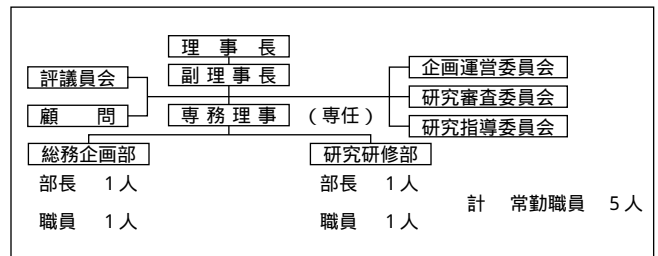 理 事 長
副 理 事 長
評議員会
顧 問
企画運営委員会
研究審査委員会
研究指導委員会
専 務 理 事 （専任）
総務企画部 研究研修部
部長 1人 部長 1人
計 常勤職員 5人
職員 1人 職員 1人